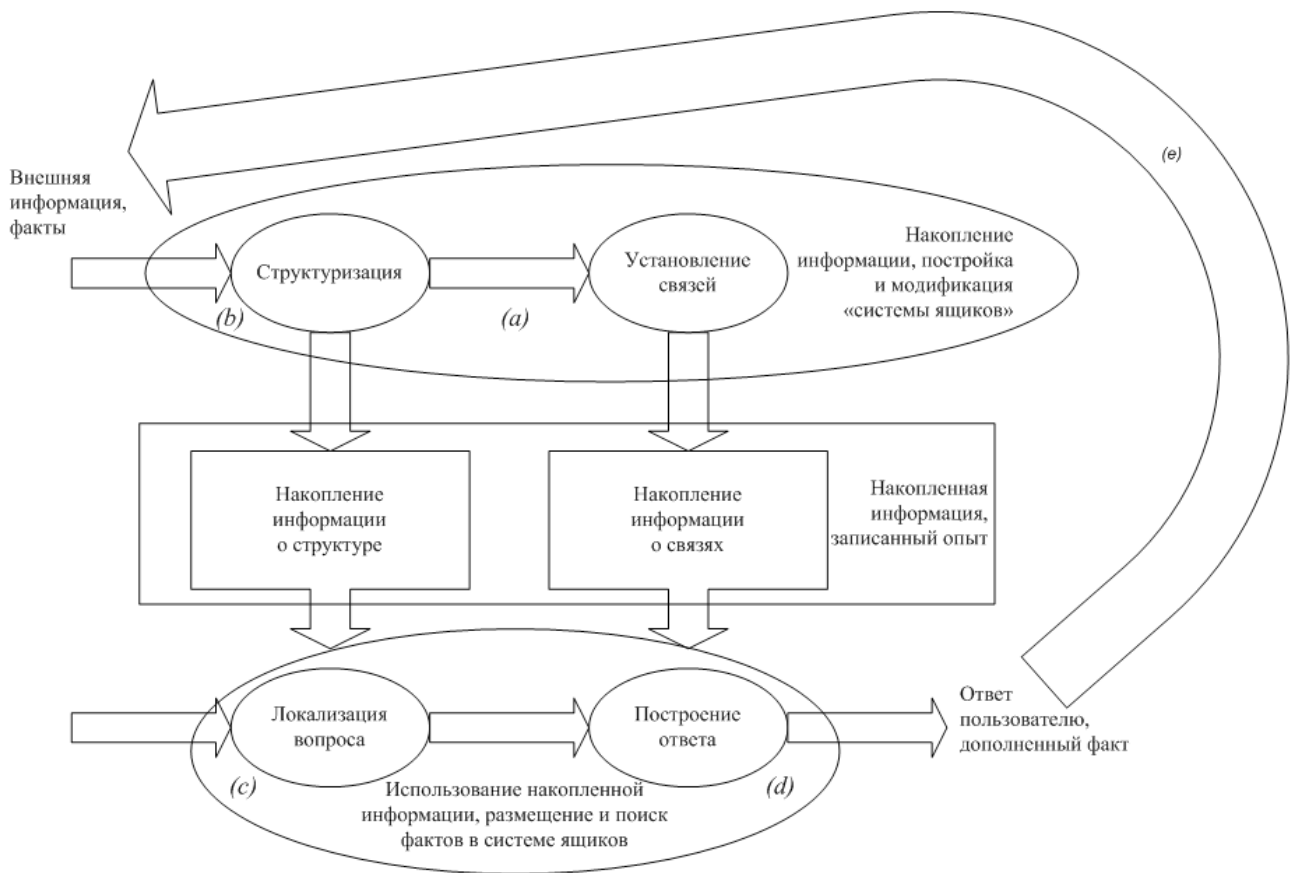 (e)
Внешняя
информация,
факты
Структуризация
Установление
связей
Накопление
информации, постройка
и модификация
«системы ящиков»
(b)
(a)
Накопление
информации
о структуре
Накопление
информации
о связях
Накопленная
информация,
записанный опыт
Локализация
вопроса
Построение
ответа
Ответ
пользователю,
дополненный факт
(c)
(d)
Использование накопленной
информации, размещение и поиск
фактов в системе ящиков